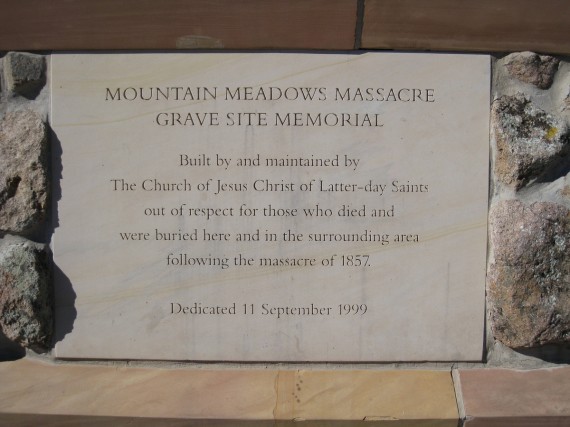 MOUNTAIN MEADOWS MASSACRE
GRAVE SITE MEMORIAL
Built by and maintained by
The Church of Jesus Christ of Latter-day Saints
out of respect for those who died and
were buried here and in the surrounding area
following the massacre of 1857.
Dedicated 11 September 1999